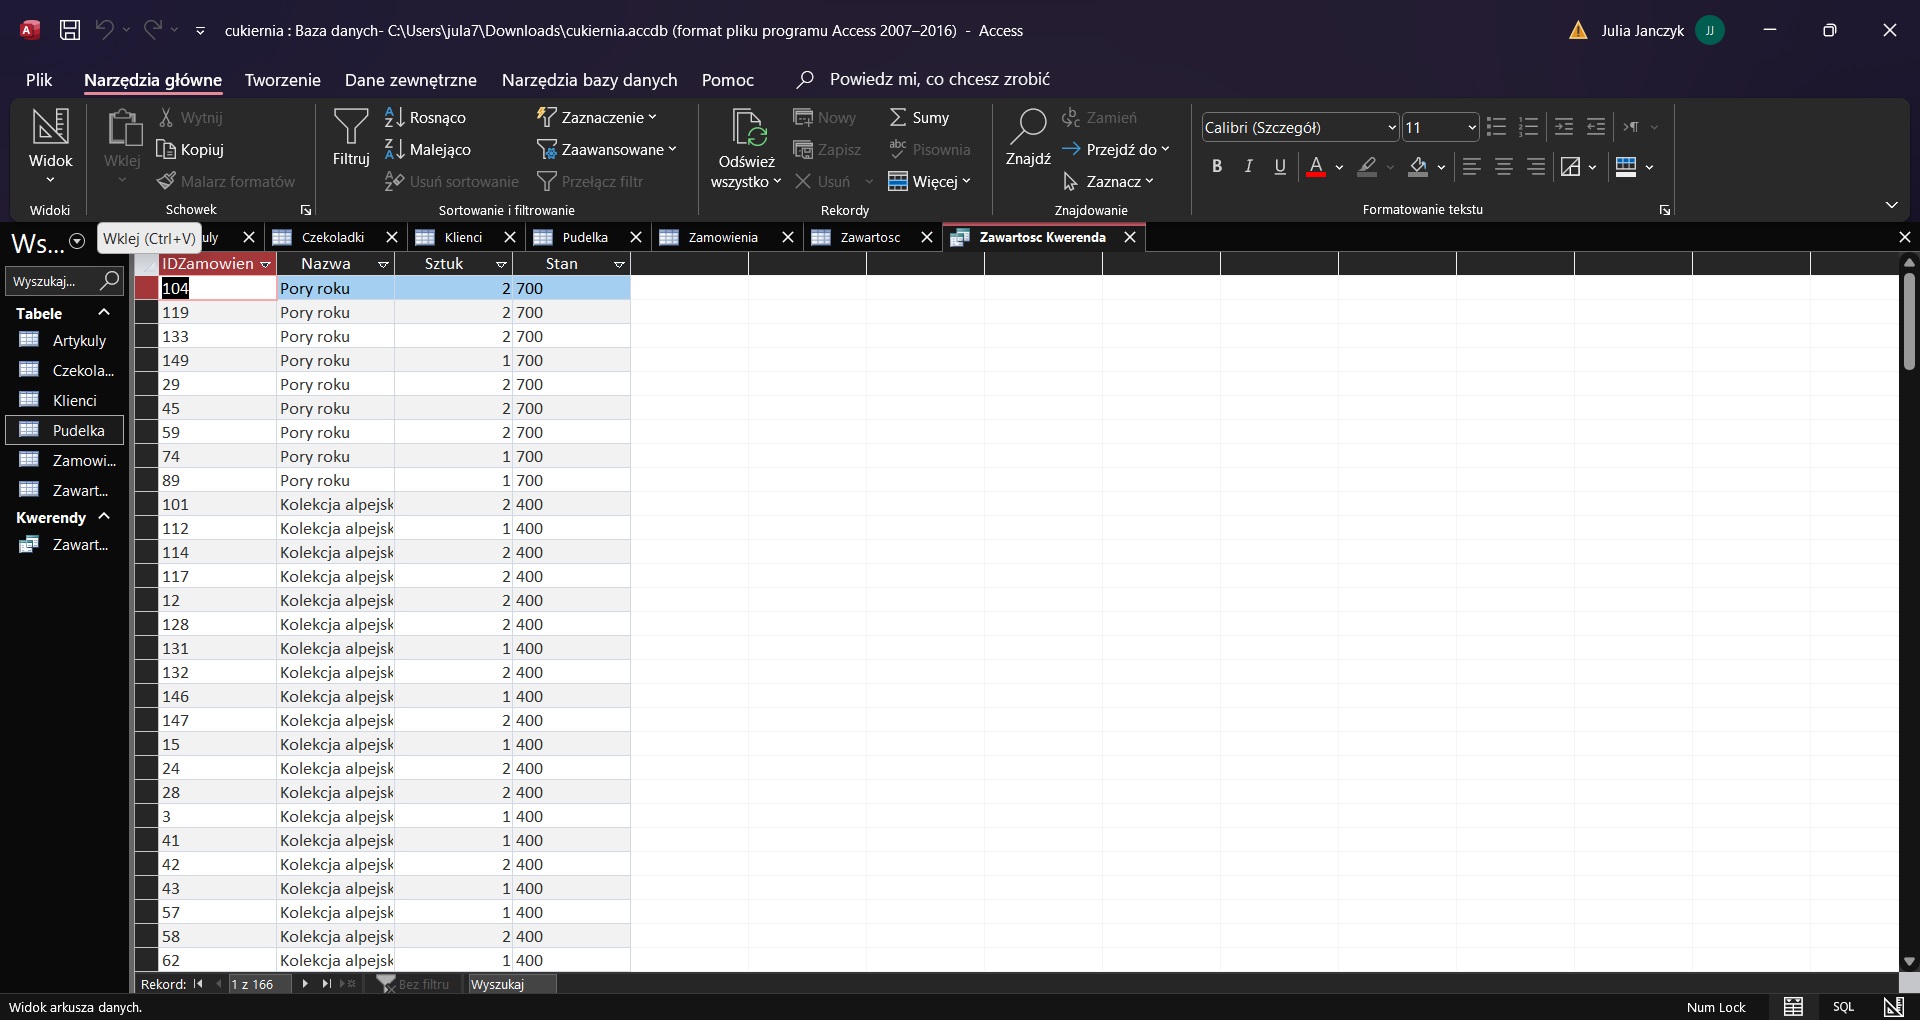 cukiernia : Baza danych- C:\Users\jula7\Downloads\cukiernia.accdb (format pliku programu Access 2007–2016) - Access
Julia Janczyk JJ
Plik Narzędzia główne Tworzenie Dane zewnętrzne Narzędzia bazy danych Pomoc Powiedz mi, co chcesz zrobić
Widok
Widoki
Wklej
Wytnij
Kopiuj
Malarz formatów
Schowek
Filtruj
Rosnąco
Malejąco
Usuń sortowanie
Zaznaczenie
Zaawansowane
Przełącz filtr
Sortowanie i filtrowanie
Odśwież
wszystko
Nowy
Zapisz
Usuń
Sumy
Pisownia
Więcej
Rekordy
Znajdź
Zamień
Przejdź do
Zaznacz
Znajdowanie
Calibri (Szczegół) 11
B I U A
Formatowanie tekstu
Ws...
Wklej (Ctrl+V)
uly Czekoladki Klienci Pudelka Zamowienia Zawartosc Zawartosc Kwerenda
Wyszukaj...
Tabele
Artykuly
Czekola...
Klienci
Pudelka
Zamowi...
Zawart...
Kwerendy
Zawart...
IDZamowien Nazwa Sztuk Stan
104 Pory roku 2 700
119 Pory roku 2 700
133 Pory roku 2 700
149 Pory roku 1 700
29 Pory roku 2 700
45 Pory roku 2 700
59 Pory roku 2 700
74 Pory roku 1 700
89 Pory roku 1 700
101 Kolekcja alpejsk 2 400
112 Kolekcja alpejsk 1 400
114 Kolekcja alpejsk 2 400
117 Kolekcja alpejsk 2 400
12 Kolekcja alpejsk 2 400
128 Kolekcja alpejsk 2 400
131 Kolekcja alpejsk 1 400
132 Kolekcja alpejsk 2 400
146 Kolekcja alpejsk 1 400
147 Kolekcja alpejsk 2 400
15 Kolekcja alpejsk 1 400
24 Kolekcja alpejsk 2 400
28 Kolekcja alpejsk 2 400
3 Kolekcja alpejsk 1 400
41 Kolekcja alpejsk 1 400
42 Kolekcja alpejsk 2 400
43 Kolekcja alpejsk 1 400
57 Kolekcja alpejsk 1 400
58 Kolekcja alpejsk 2 400
62 Kolekcja alpejsk 1 400
Rekord: 1 z 166 Bez filtru Wyszukaj
Widok arkusza danych. Num Lock SQL